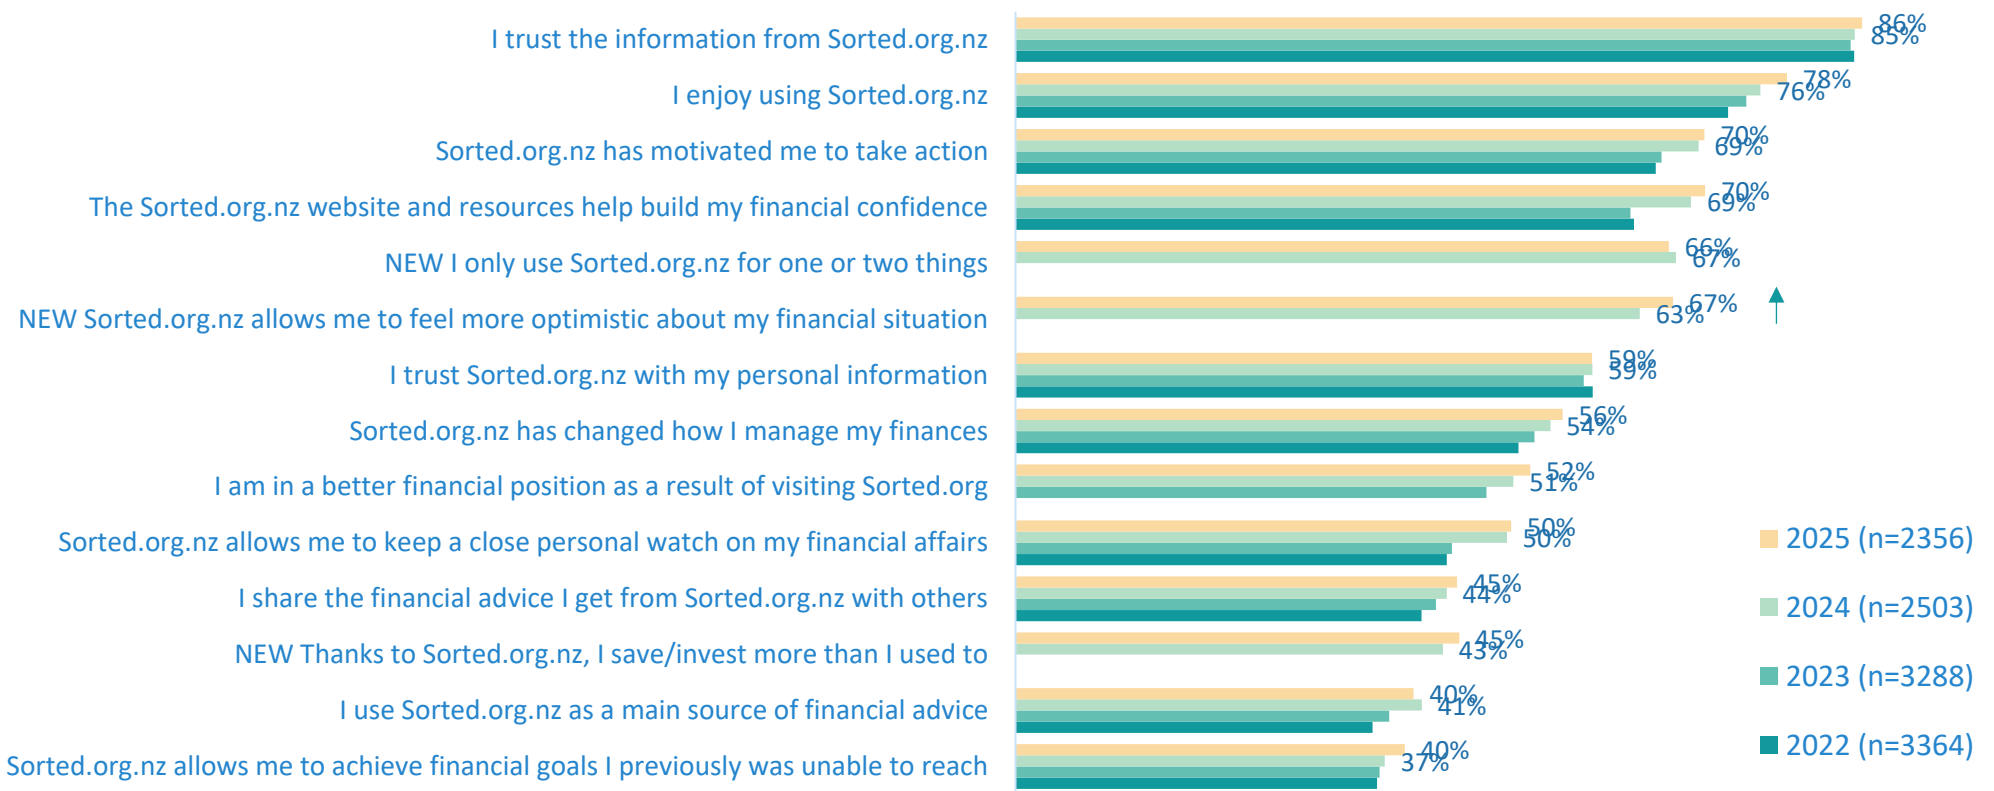 I trust the information from Sorted.org.nz
86%
85%
I enjoy using Sorted.org.nz
78%
76%
Sorted.org.nz has motivated me to take action
70%
69%
The Sorted.org.nz website and resources help build my financial confidence
70%
69%
NEW I only use Sorted.org.nz for one or two things
66%
67%
NEW Sorted.org.nz allows me to feel more optimistic about my financial situation
67%
63%
I trust Sorted.org.nz with my personal information
59%
59%
Sorted.org.nz has changed how I manage my finances
56%
54%
I am in a better financial position as a result of visiting Sorted.org
52%
51%
Sorted.org.nz allows me to keep a close personal watch on my financial affairs
50%
50%
I share the financial advice I get from Sorted.org.nz with others
45%
44%
NEW Thanks to Sorted.org.nz, I save/invest more than I used to
45%
43%
I use Sorted.org.nz as a main source of financial advice
40%
41%
Sorted.org.nz allows me to achieve financial goals I previously was unable to reach
40%
37%
2025 (n=2356)
2024 (n=2503)
2023 (n=3288)
2022 (n=3364)